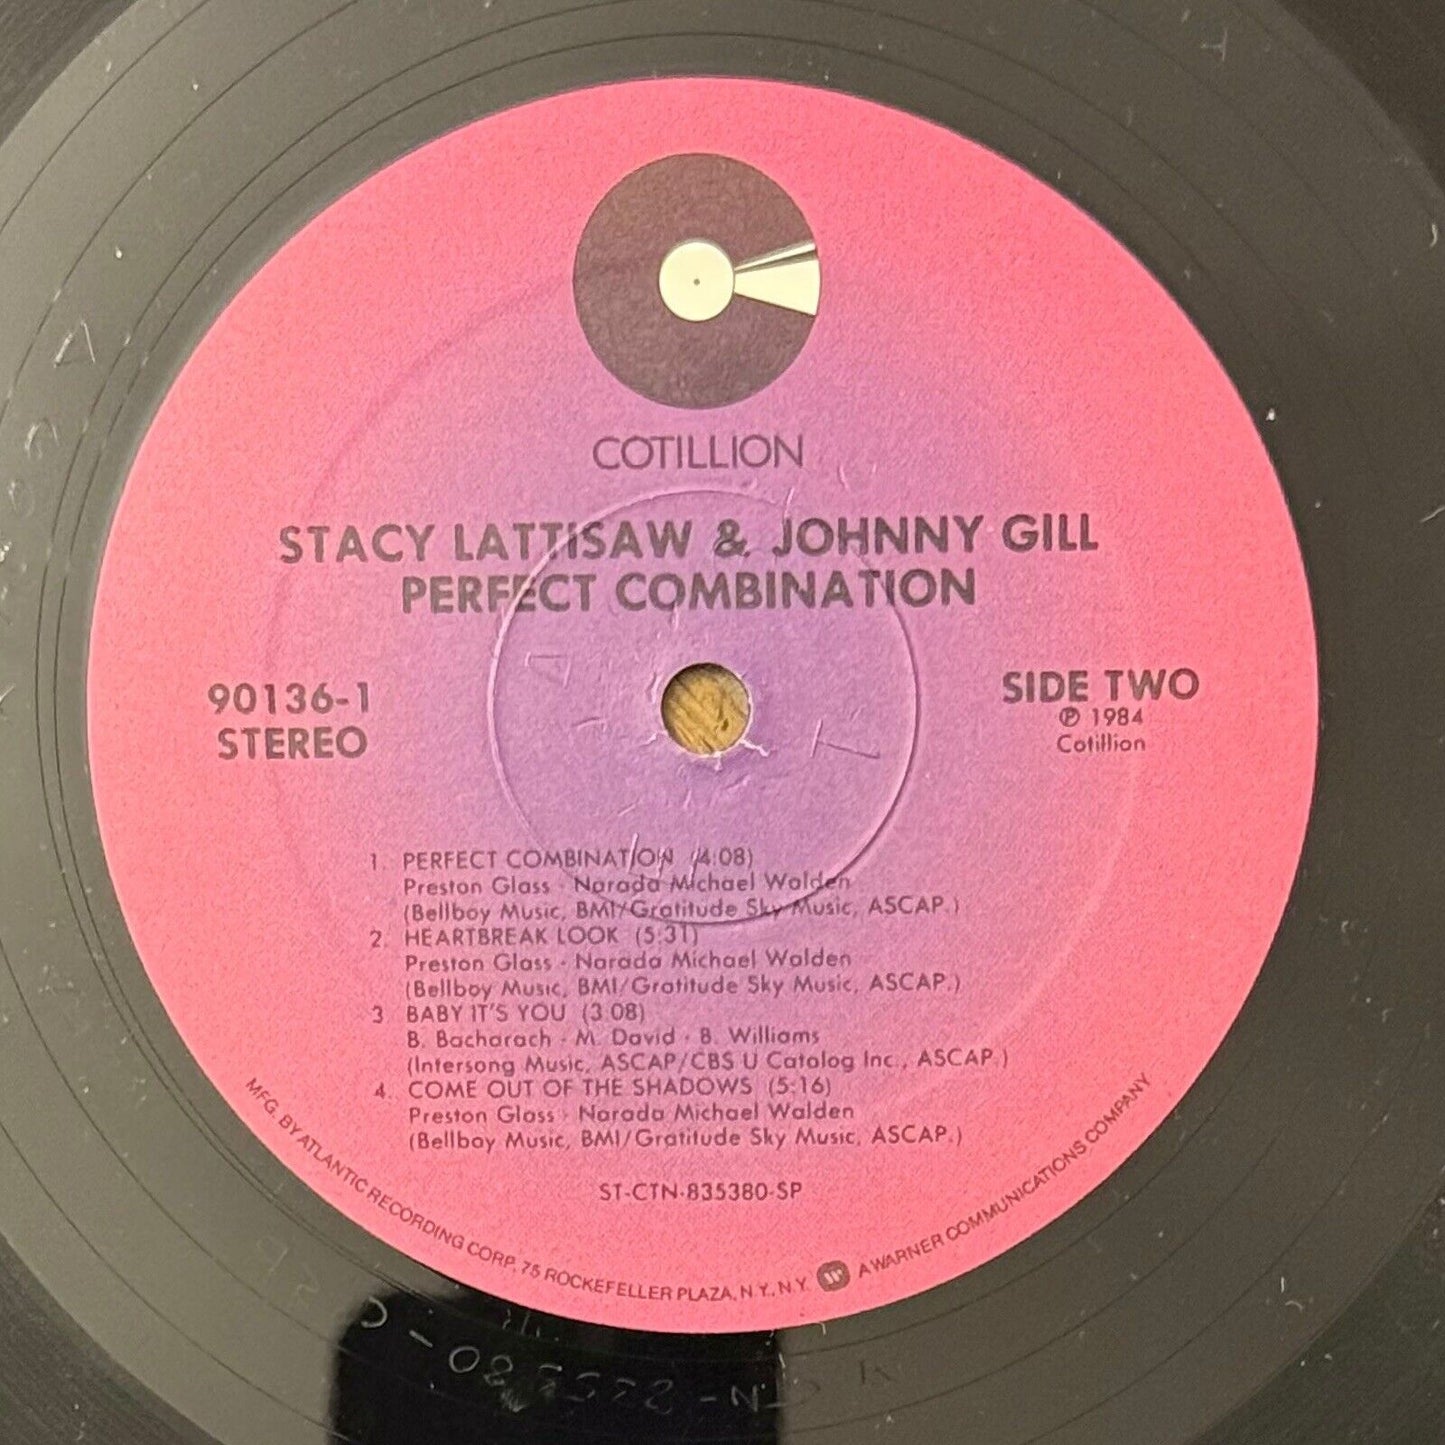 COTILLION
STACY LATTISAW & JOHNNY GILL
PERFECT COMBINATION
90136-1
STEREO
SIDE TWO
℗ 1984
Cotillion
1. PERFECT COMBINATION (4:08)
Preston Glass · Narada Michael Walden
(Bellboy Music, BMI/Gratitude Sky Music, ASCAP.)
2. HEARTBREAK LOOK (5:31)
Preston Glass · Narada Michael Walden
(Bellboy Music, BMI/Gratitude Sky Music, ASCAP.)
3 BABY IT'S YOU (3:08)
B. Bacharach · M. David · B. Williams
(Intersong Music, ASCAP/CBS U Catalog Inc., ASCAP.)
4. COME OUT OF THE SHADOWS (5:16)
Preston Glass · Narada Michael Walden
(Bellboy Music, BMI/Gratitude Sky Music, ASCAP.)
ST-CTN-835380-SP
MFG. BY ATLANTIC RECORDING CORP., 75 ROCKEFELLER PLAZA, N.Y., N.Y. A WARNER COMMUNICATIONS COMPANY